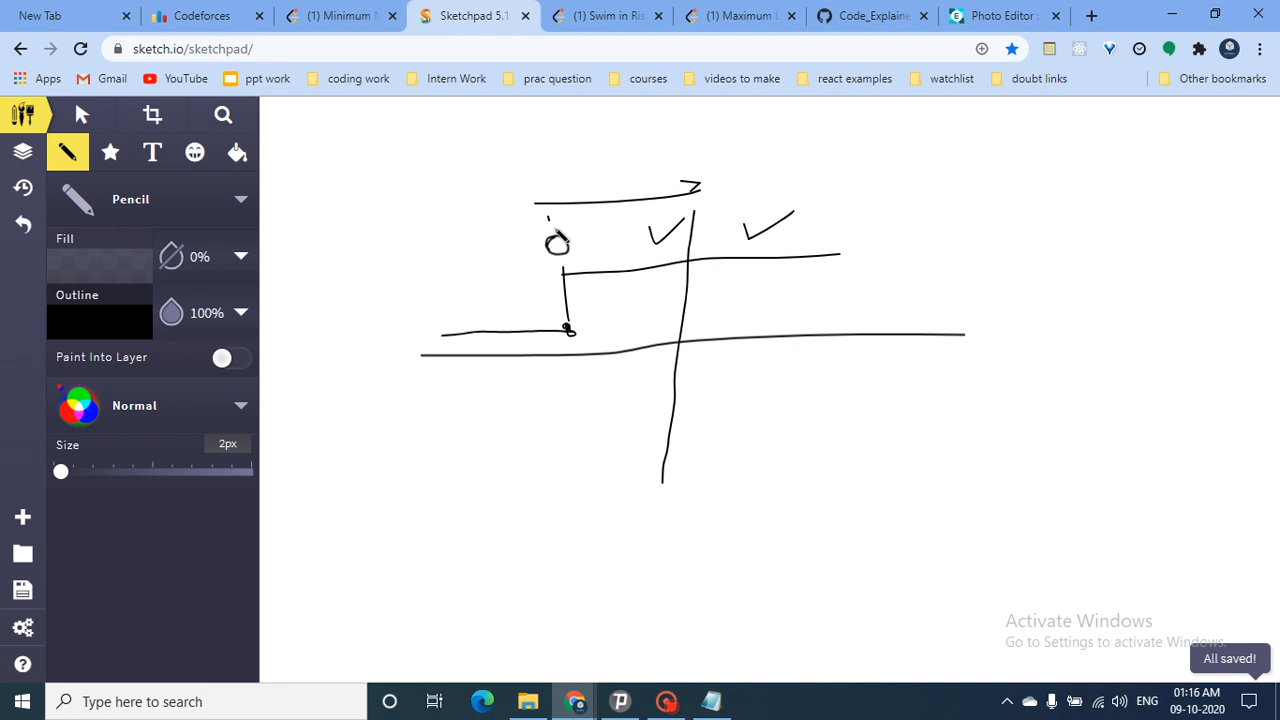 New Tab
Codeforces
(1) Minimum N
Sketchpad 5.1
(1) Swim in Ris
(1) Maximum L
Code_Explaine
Photo Editor :
sketch.io/sketchpad/
Apps
Gmail
YouTube
ppt work
coding work
Intern Work
prac question
courses
videos to make
react examples
watchlist
doubt links
Other bookmarks
Pencil
Fill
0%
Outline
100%
Paint Into Layer
Normal
Size
2px
Activate Windows
Go to Settings to activate Windows.
All saved!
Type here to search
ENG
01:16 AM
09-10-2020